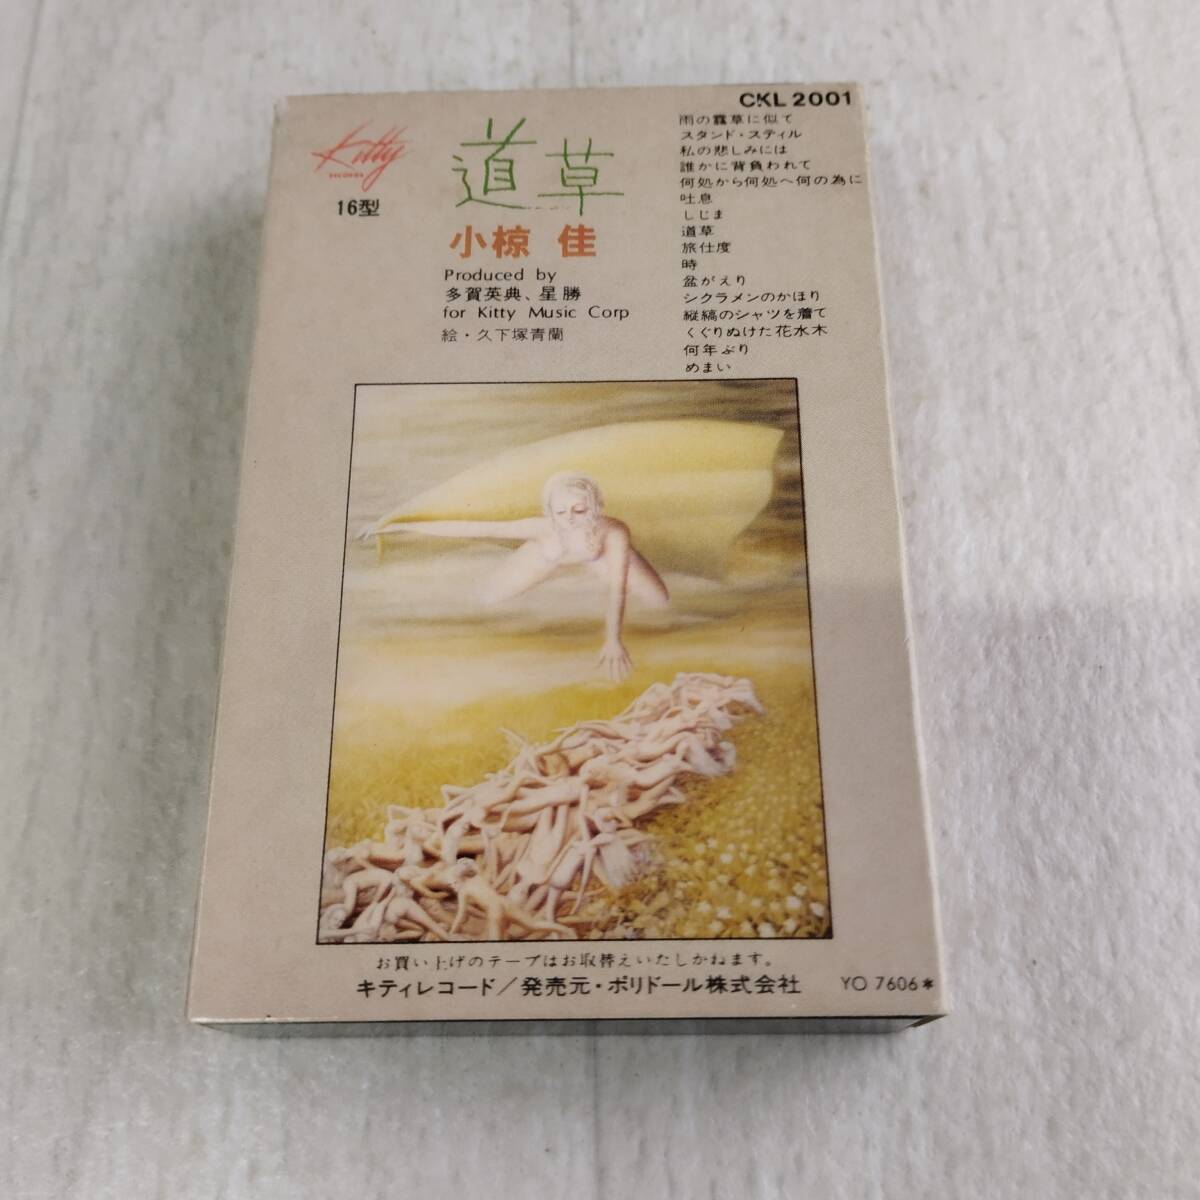 Kitty
RECORDS
16型
道草
小椋 佳
Produced by
多賀英典、星 勝
for Kitty Music Corp
絵・久下塚青蘭
CKL 2001
雨の露草に似て
スタンド・スティル
私の悲しみには
誰かに背負われて
何処から何処へ何の為に
吐息
しじま
道草
旅仕度
時
盆がえり
シクラメンのかほり
縦縞のシャツを着て
くぐりぬけた花水木
何年ぶり
めまい
お買い上げのテープはお取替えいたしかねます。
キティレコード/発売元・ポリドール株式会社
YO 7606*